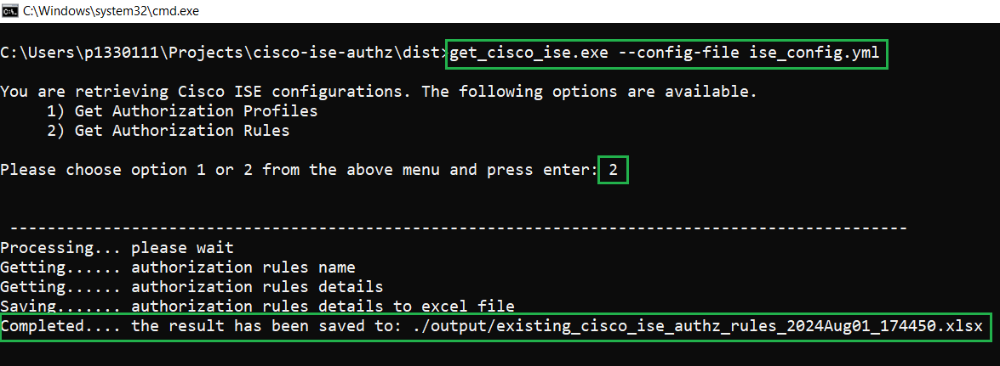 C:\Windows\system32\cmd.exe
C:\Users\p1330111\Projects\cisco-ise-authz\dist>get_cisco_ise.exe --config-file ise_config.yml
You are retrieving Cisco ISE configurations. The following options are available.
1) Get Authorization Profiles
2) Get Authorization Rules
Please choose option 1 or 2 from the above menu and press enter: 2
------------------------------------------------------------------------------------------------
Processing... please wait
Getting...... authorization rules name
Getting...... authorization rules details
Saving....... authorization rules details to excel file
Completed.... the result has been saved to: ./output/existing_cisco_ise_authz_rules_2024Aug01_174450.xlsx